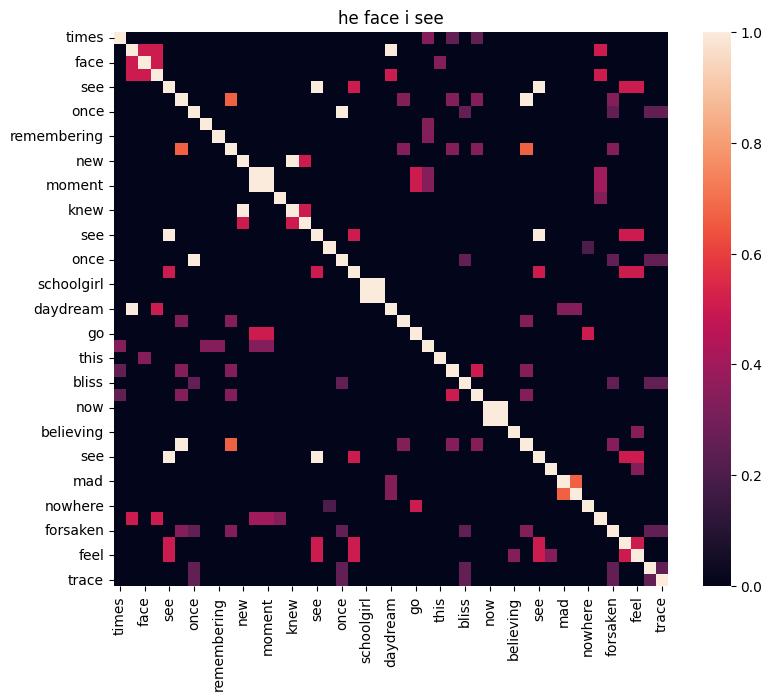 he face i see
times
face
see
once
remembering
new
moment
knew
see
once
schoolgirl
daydream
go
this
bliss
now
believing
see
mad
nowhere
forsaken
feel
trace
1.0
0.8
0.6
0.4
0.2
0.0
times
face
see
once
remembering
new
moment
knew
see
once
schoolgirl
daydream
go
this
bliss
now
believing
see
mad
nowhere
forsaken
feel
trace